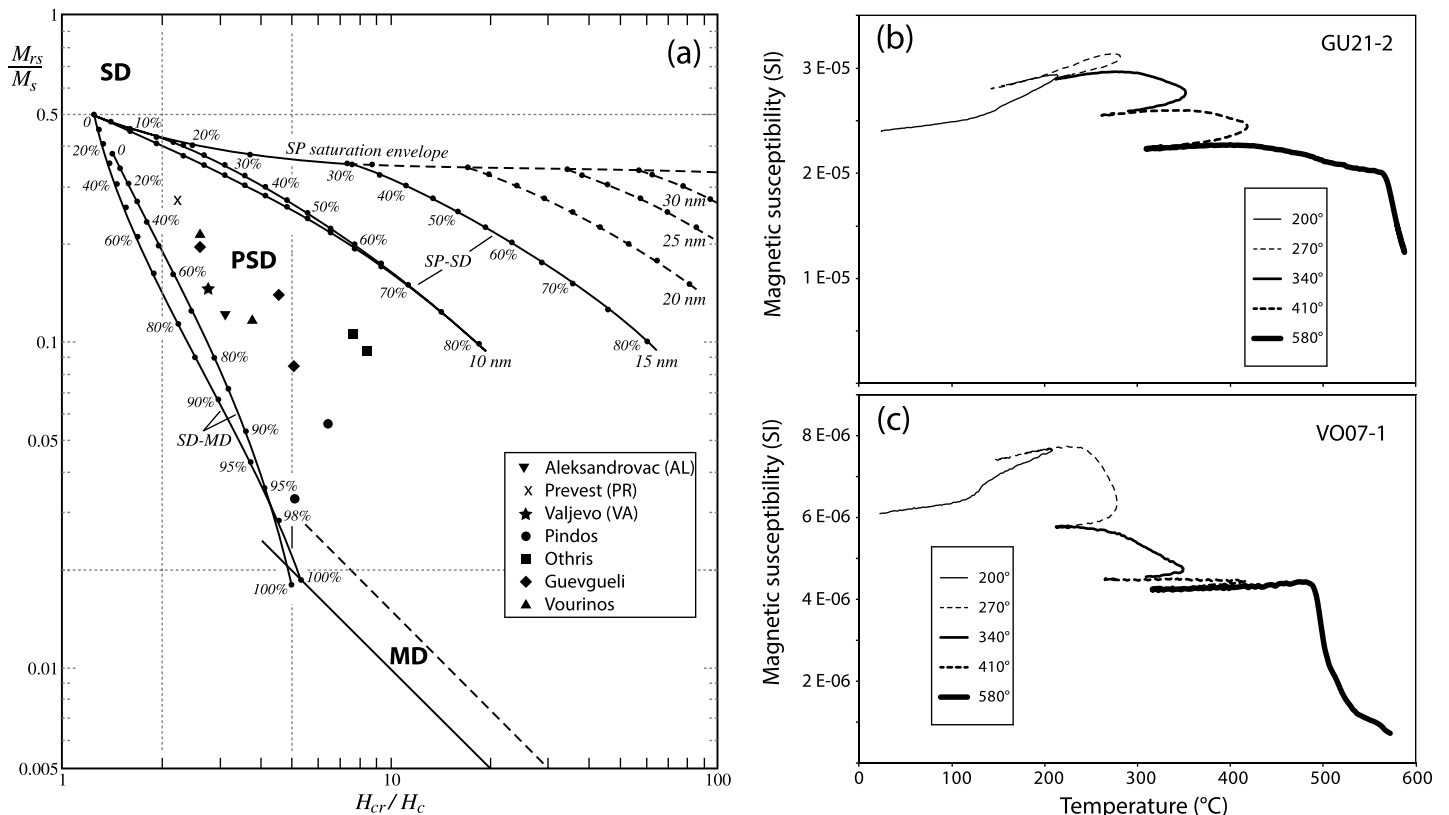 (a)
Mrs
Ms
1
0.5
0.1
0.05
0.01
0.005
SD
0
10%
20%
SP saturation envelope
20%
0
40%
20%
40%
60%
60%
80%
80%
90%
90%
SD-MD
95%
95%
98%
100%
100%
30%
40%
50%
60%
70%
80%
10 nm
SP-SD
30%
40%
50%
60%
70%
80%
15 nm
30 nm
25 nm
20 nm
PSD
MD
Aleksandrovac (AL)
x Prevest (PR)
Valjevo (VA)
Pindos
Othris
Guevgueli
Vourinos
x
1
10
100
Hcr / Hc
(b)
GU21-2
Magnetic susceptibility (SI)
3 E-05
2 E-05
1 E-05
200°
270°
340°
410°
580°
(c)
VO07-1
Magnetic susceptibility (SI)
8 E-06
6 E-06
4 E-06
2 E-06
200°
270°
340°
410°
580°
0
100
200
300
400
500
600
Temperature (°C)